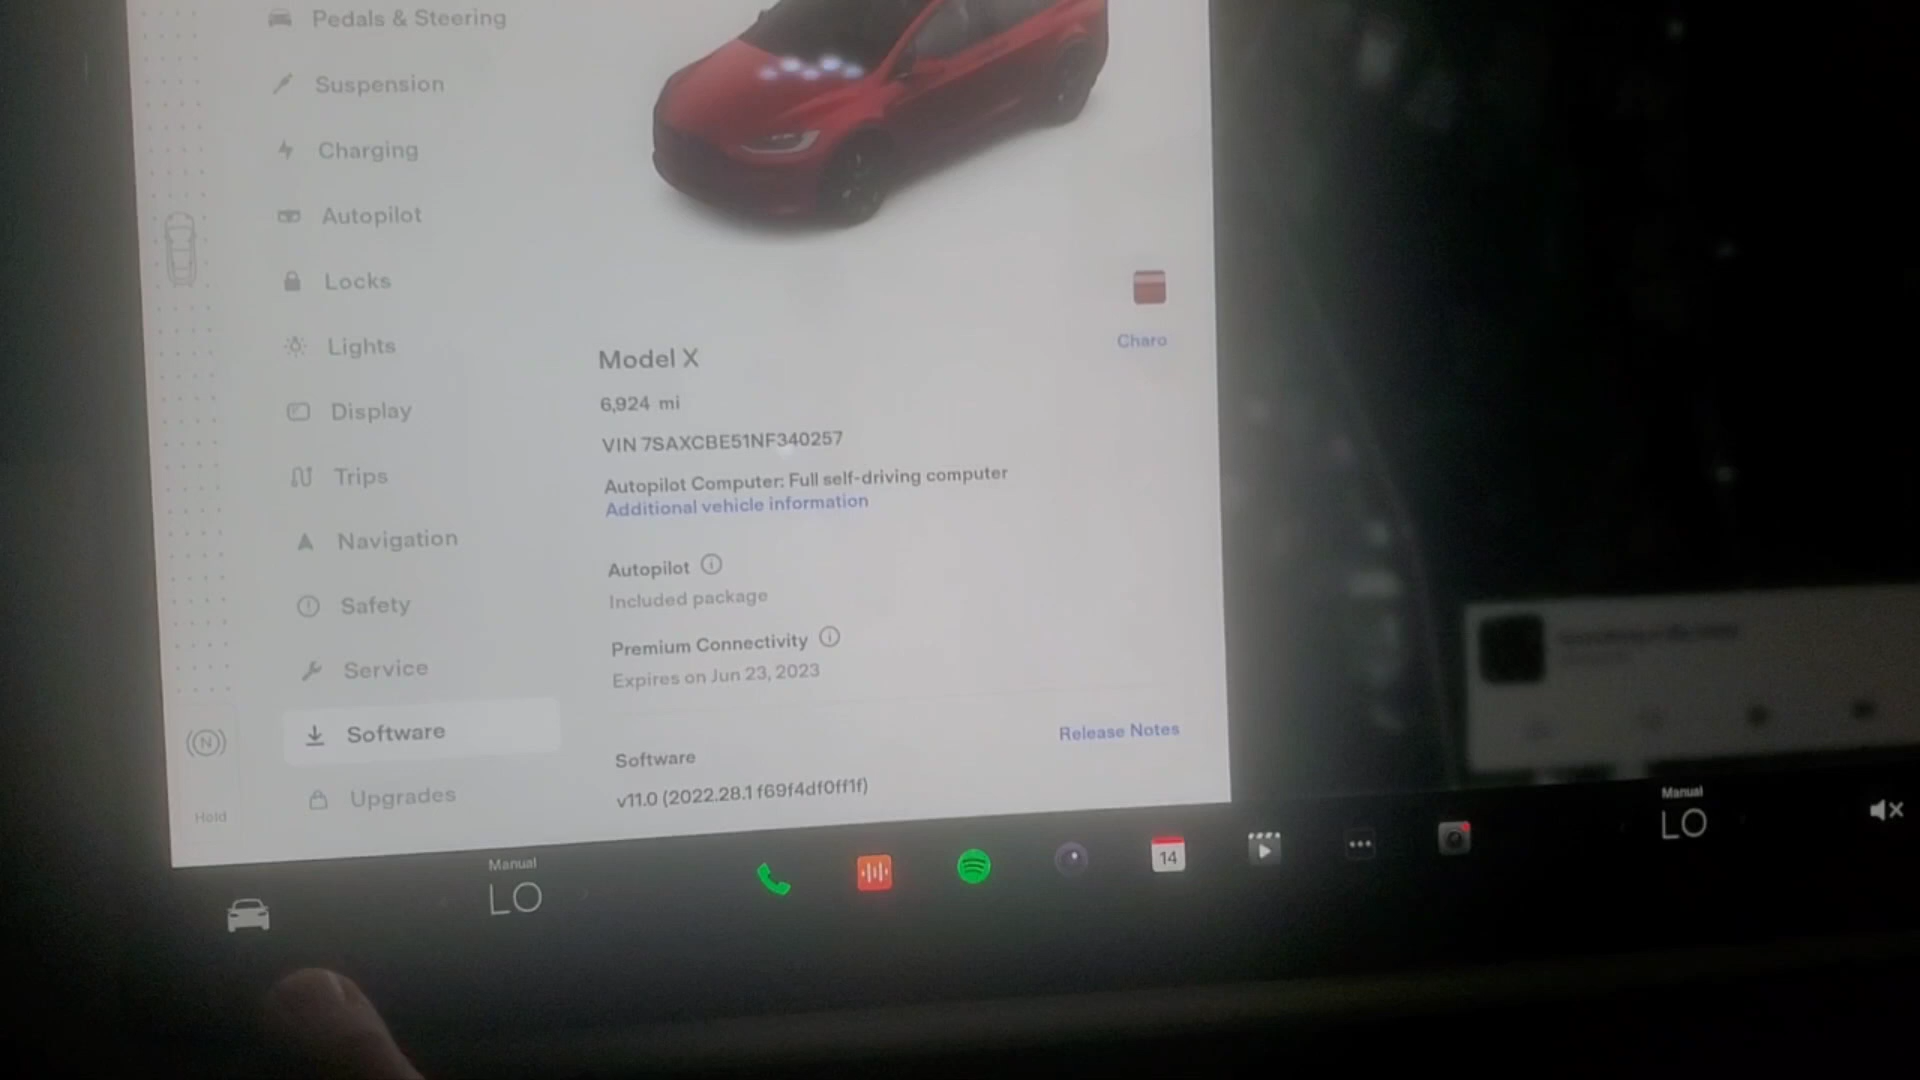 Pedals & Steering
Suspension
Charging
Autopilot
Locks
Lights
Display
Trips
Navigation
Safety
Service
Software
Upgrades
N
Hold
Charo
Model X
6,924 mi
VIN 7SAXCBE51NF340257
Autopilot Computer: Full self-driving computer
Additional vehicle information
Autopilot
Included package
Premium Connectivity
Expires on Jun 23, 2023
Software
Release Notes
v11.0 (2022.28.1 f69f4df0ff1f)
Manual
LO
14
Manual
LO